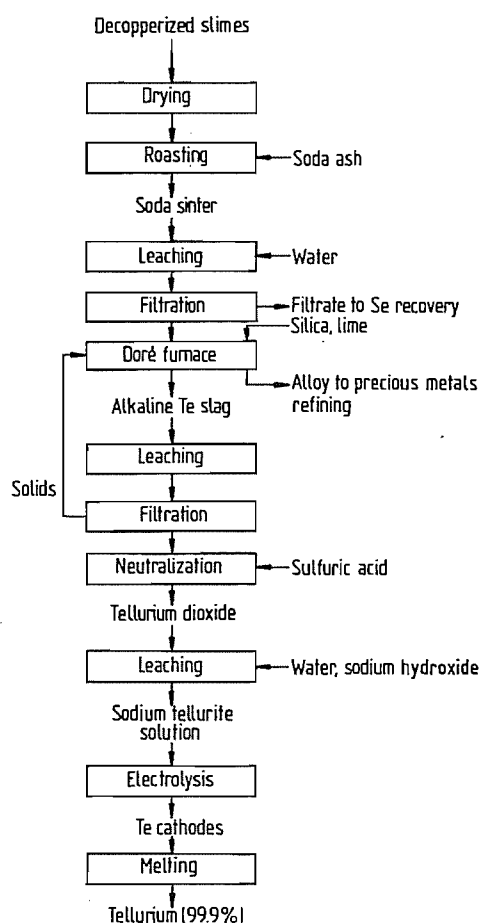 Decopperized slimes
Drying
Roasting
Soda ash
Soda sinter
Leaching
Water
Filtration
Filtrate to Se recovery
Silica, lime
Doré furnace
Alloy to precious metals
refining
Alkaline Te slag
Leaching
Solids
Filtration
Neutralization
Sulfuric acid
Tellurium dioxide
Leaching
Water, sodium hydroxide
Sodium tellurite
solution
Electrolysis
Te cathodes
Melting
Tellurium (99.9%)